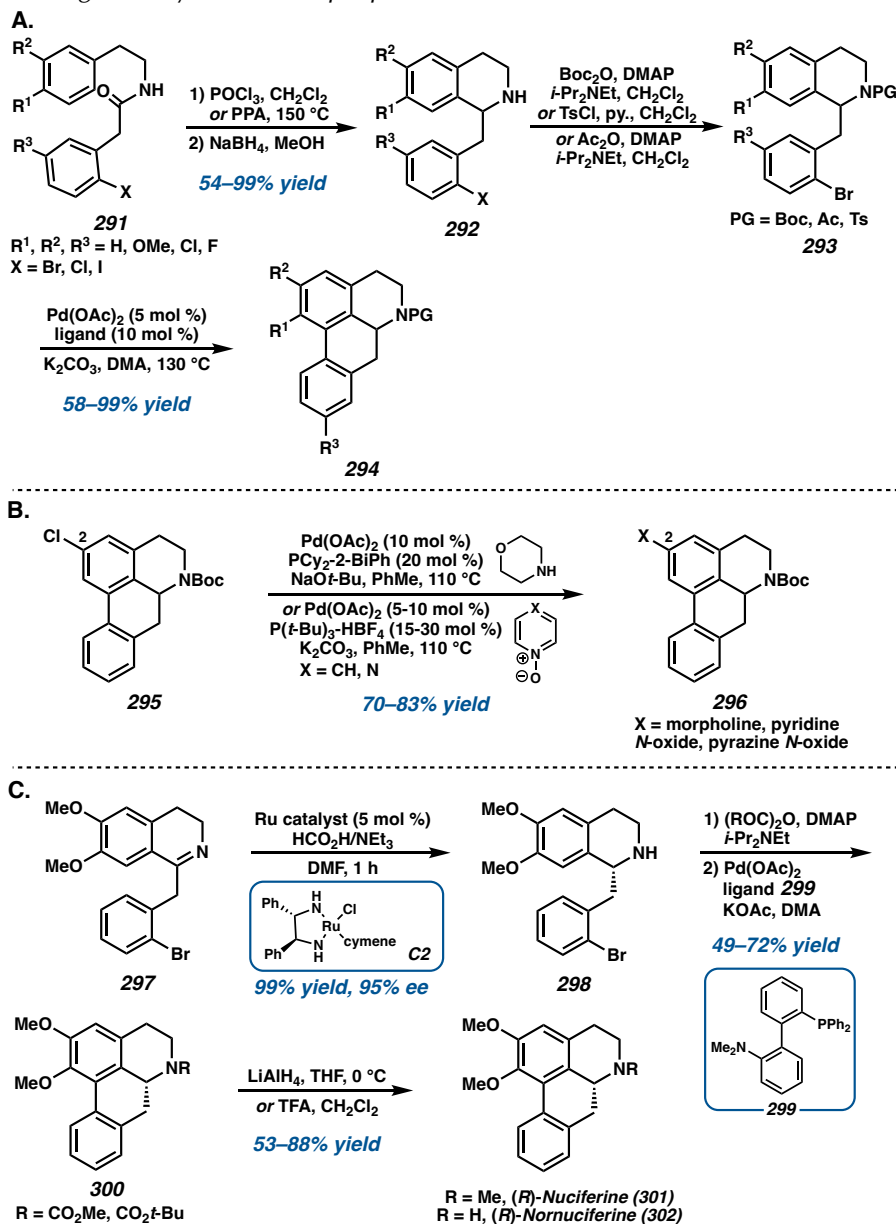 A.
R2
R1
O
NH
R3
X
291
R1, R2, R3 = H, OMe, Cl, F
X = Br, Cl, I
1) POCl3, CH2Cl2
or PPA, 150 °C
2) NaBH4, MeOH
54–99% yield
R2
R1
NH
R3
X
292
Boc2O, DMAP
i-Pr2NEt, CH2Cl2
or TsCl, py., CH2Cl2
or Ac2O, DMAP
i-Pr2NEt, CH2Cl2
R2
R1
NPG
R3
Br
PG = Boc, Ac, Ts
293
Pd(OAc)2 (5 mol %)
ligand (10 mol %)
K2CO3, DMA, 130 °C
58–99% yield
R2
R1
NPG
R3
294
B.
Cl
2
NBoc
295
Pd(OAc)2 (10 mol %)
PCy2-2-BiPh (20 mol %)
NaOt-Bu, PhMe, 110 °C
O
N
H
or Pd(OAc)2 (5-10 mol %)
P(t-Bu)3-HBF4 (15-30 mol %)
K2CO3, PhMe, 110 °C
X = CH, N
X
N
⊕
⊖
O
70–83% yield
X
2
NBoc
296
X = morpholine, pyridine
N-oxide, pyrazine N-oxide
C.
MeO
MeO
N
Br
297
Ru catalyst (5 mol %)
HCO2H/NEt3
DMF, 1 h
H
Ph
N
Cl
Ru
cymene
N
Ph
H
C2
99% yield, 95% ee
MeO
MeO
NH
Br
298
1) (ROC)2O, DMAP
i-Pr2NEt
2) Pd(OAc)2
ligand 299
KOAc, DMA
49–72% yield
PPh2
Me2N
299
MeO
MeO
NR
300
R = CO2Me, CO2t-Bu
LiAlH4, THF, 0 °C
or TFA, CH2Cl2
53–88% yield
MeO
MeO
NR
R = Me, (R)-Nuciferine (301)
R = H, (R)-Nornuciferine (302)